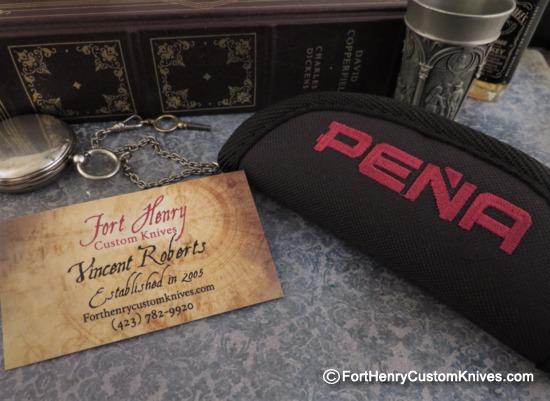 DAVID
COPPERFIELD
CHARLES
DICKENS
PEÑA
Fort Henry
Custom Knives
Vincent Roberts
Established in 2005
Forthenrycustomknives.com
(423) 782-9920
©FortHenryCustomKnives.com